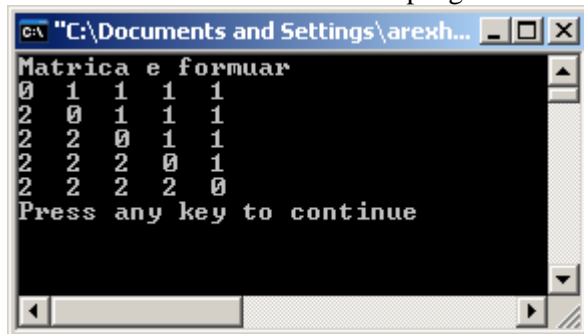 "C:\Documents and Settings\arexh...
Matrica e formuar
0 1 1 1 1
2 0 1 1 1
2 2 0 1 1
2 2 2 0 1
2 2 2 2 0
Press any key to continue